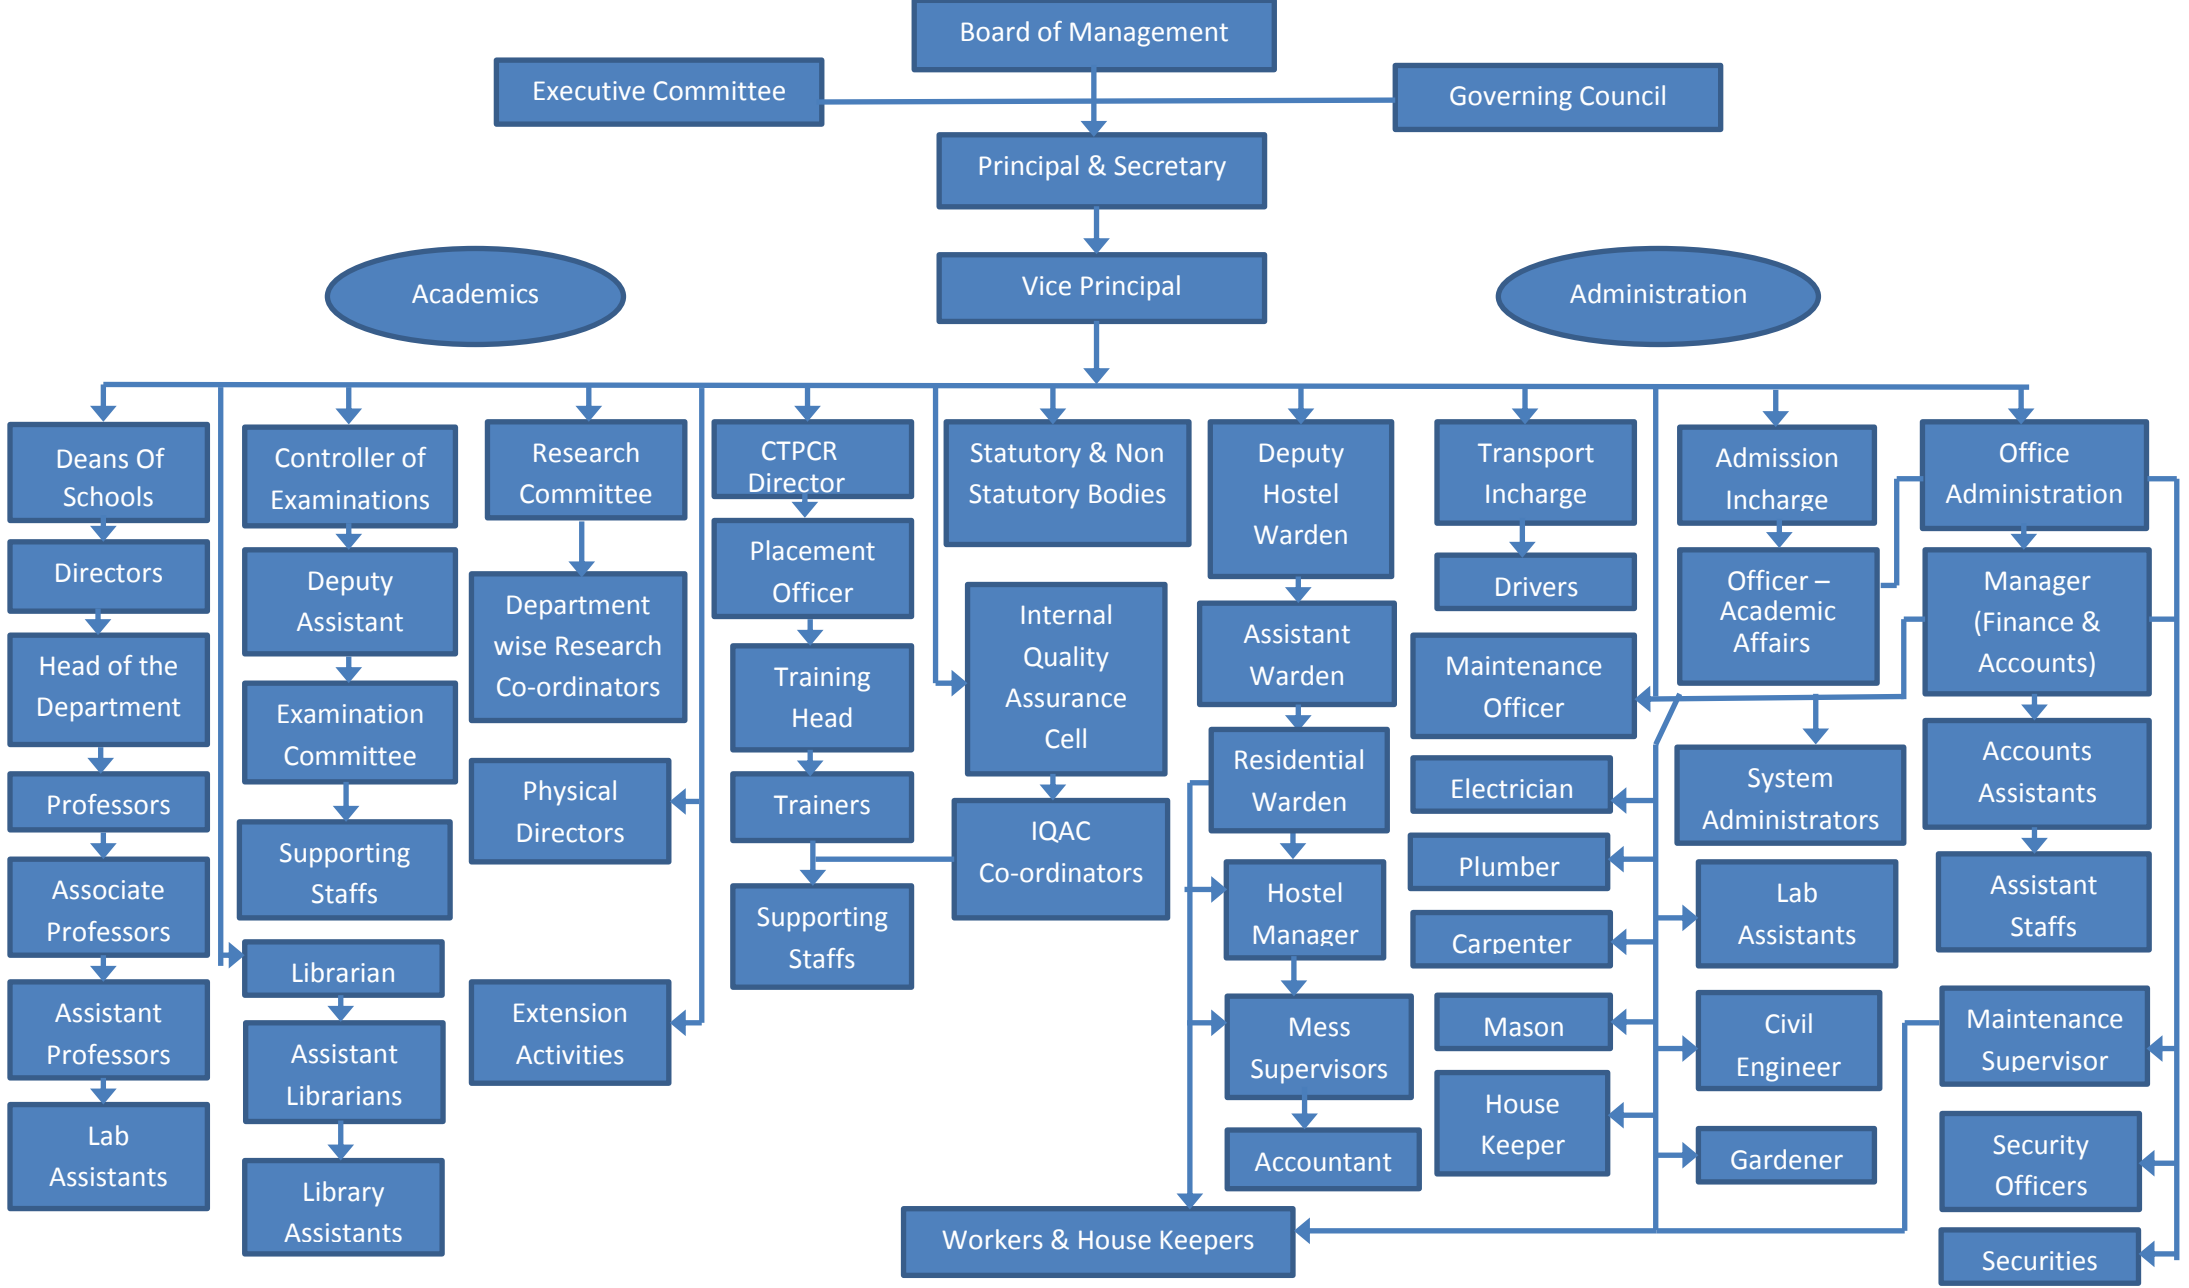 Board of Management
Executive Committee
Governing Council
Principal & Secretary
Vice Principal
Academics
Administration
Deans Of
Schools
Directors
Head of the
Department
Professors
Associate
Professors
Assistant
Professors
Lab
Assistants
Controller of
Examinations
Deputy
Assistant
Examination
Committee
Supporting
Staffs
Librarian
Assistant
Librarians
Library
Assistants
Research
Committee
Department
wise Research
Co-ordinators
Physical
Directors
Extension
Activities
CTPCR
Director
Placement
Officer
Training
Head
Trainers
Supporting
Staffs
Statutory & Non
Statutory Bodies
Internal
Quality
Assurance
Cell
IQAC
Co-ordinators
Deputy
Hostel
Warden
Assistant
Warden
Residential
Warden
Hostel
Manager
Mess
Supervisors
Accountant
Workers & House Keepers
Transport
Incharge
Drivers
Maintenance
Officer
Electrician
Plumber
Carpenter
Mason
House
Keeper
Admission
Incharge
Officer –
Academic
Affairs
System
Administrators
Lab
Assistants
Civil
Engineer
Gardener
Office
Administration
Manager
(Finance &
Accounts)
Accounts
Assistants
Assistant
Staffs
Maintenance
Supervisor
Security
Officers
Securities